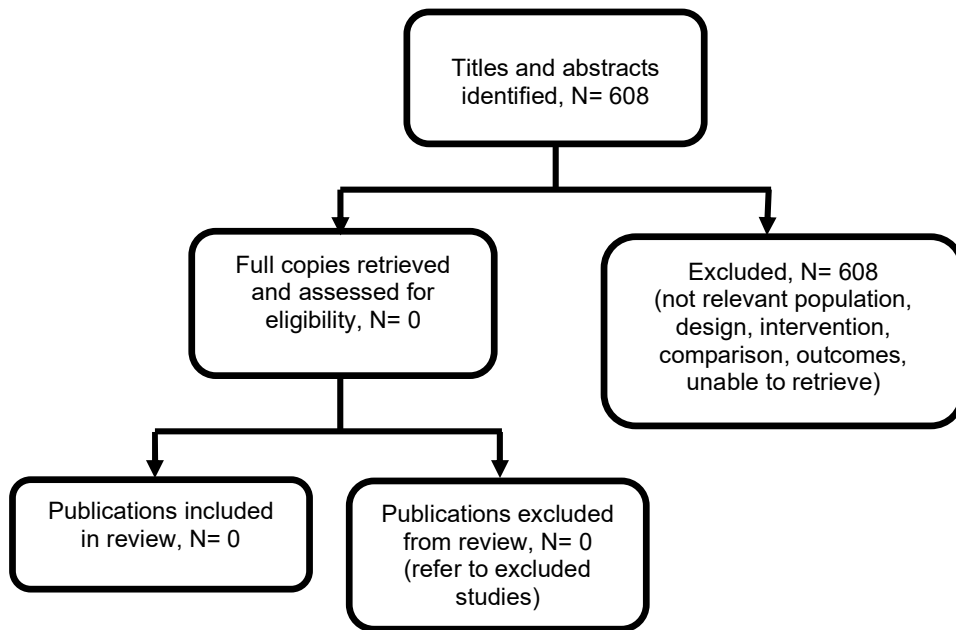 Titles and abstracts
identified, N= 608
Full copies retrieved
and assessed for
eligibility, N= 0
Excluded, N= 608
(not relevant population,
design, intervention,
comparison, outcomes,
unable to retrieve)
Publications included
in review, N= 0
Publications excluded
from review, N= 0
(refer to excluded
studies)